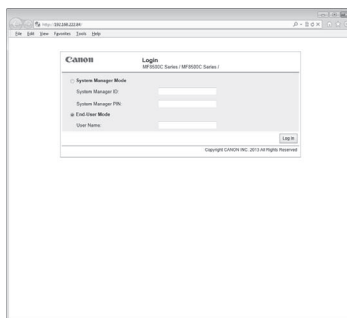 http://192.168.222.84/
File Edit View Favorites Tools Help
Canon
Login
MF8500C Series / MF8500C Series /
System Manager Mode
System Manager ID:
System Manager PIN:
End-User Mode
User Name:
Log In
Copyright CANON INC. 2013 All Rights Reserved